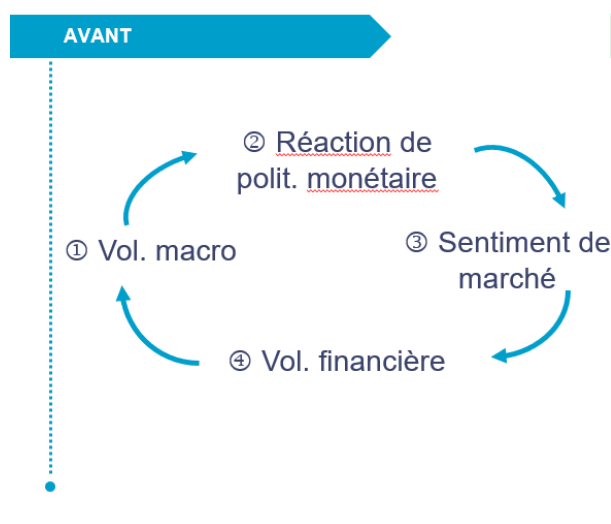 AVANT
② Réaction de
polit. monétaire
① Vol. macro
③ Sentiment de
marché
④ Vol. financière